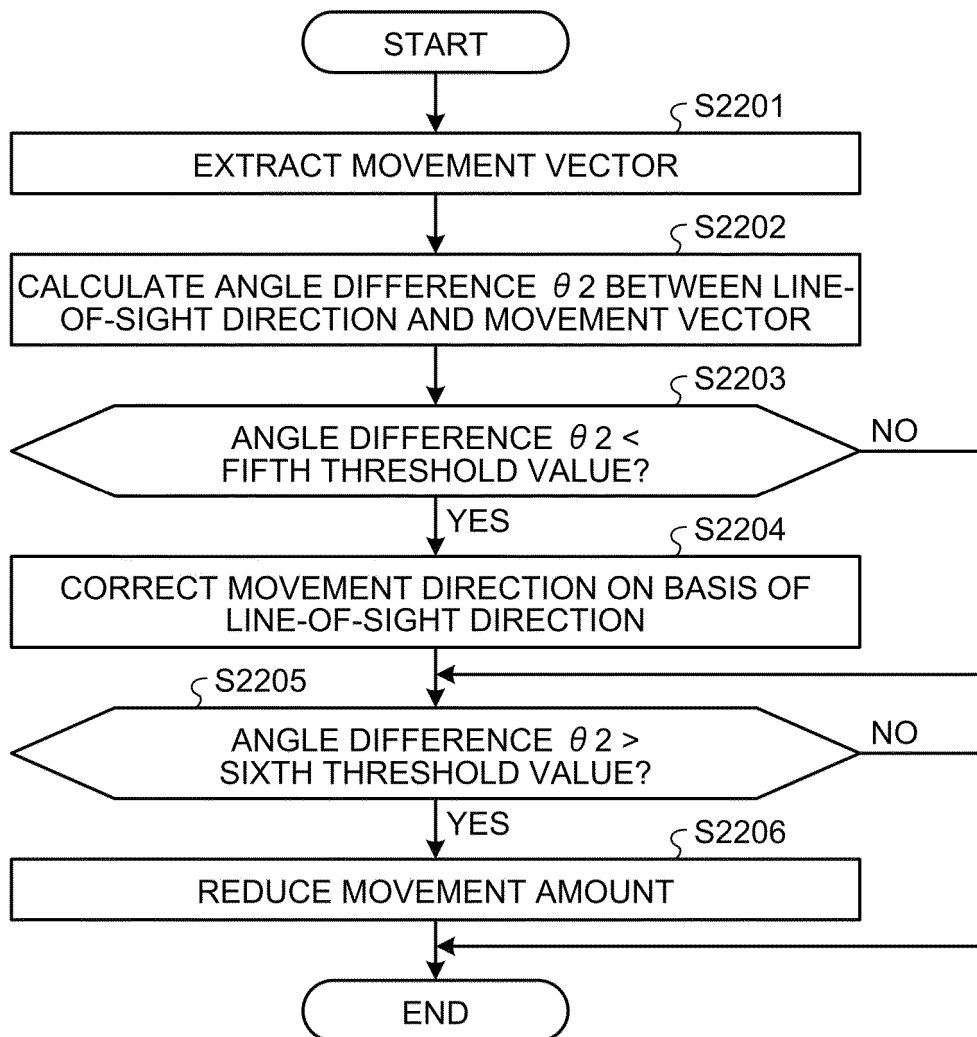 START
S2201
EXTRACT MOVEMENT VECTOR
S2202
CALCULATE ANGLE DIFFERENCE θ2 BETWEEN LINE-
OF-SIGHT DIRECTION AND MOVEMENT VECTOR
S2203
ANGLE DIFFERENCE θ2 <
FIFTH THRESHOLD VALUE?
NO
YES
S2204
CORRECT MOVEMENT DIRECTION ON BASIS OF
LINE-OF-SIGHT DIRECTION
S2205
ANGLE DIFFERENCE θ2 >
SIXTH THRESHOLD VALUE?
NO
YES
S2206
REDUCE MOVEMENT AMOUNT
END